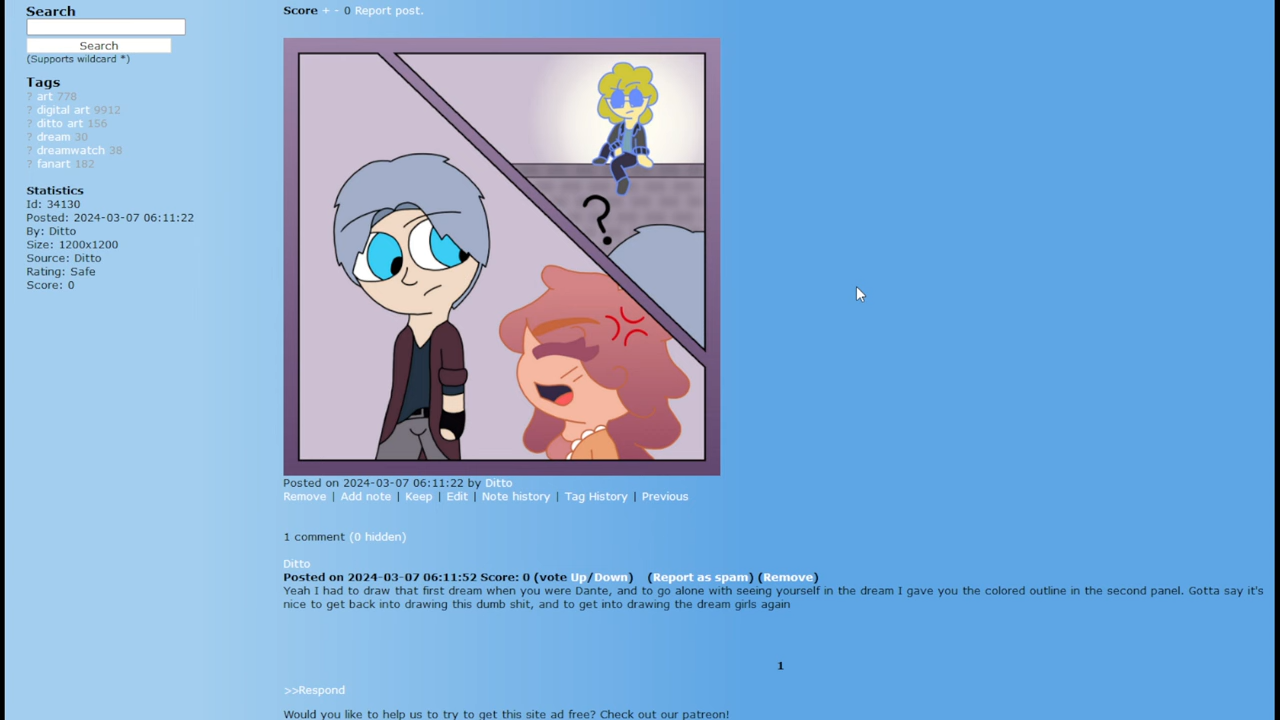 Search
Search
(Supports wildcard *)
Tags
? art 778
? digital art 9912
? ditto art 156
? dream 30
? dreamwatch 38
? fanart 182
Statistics
Id: 34130
Posted: 2024-03-07 06:11:22
By: Ditto
Size: 1200x1200
Source: Ditto
Rating: Safe
Score: 0
Score + - 0 Report post.
?
Posted on 2024-03-07 06:11:22 by Ditto
Remove | Add note | Keep | Edit | Note history | Tag History | Previous
1 comment (0 hidden)
Ditto
Posted on 2024-03-07 06:11:52 Score: 0 (vote Up/Down) (Report as spam) (Remove)
Yeah I had to draw that first dream when you were Dante, and to go alone with seeing yourself in the dream I gave you the colored outline in the second panel. Gotta say it's
nice to get back into drawing this dumb shit, and to get into drawing the dream girls again
1
>>Respond
Would you like to help us to try to get this site ad free? Check out our patreon!